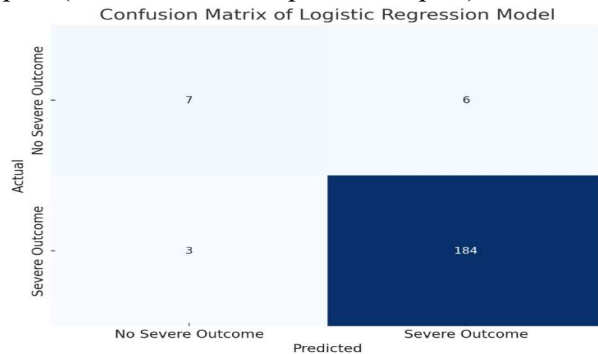 Confusion Matrix of Logistic Regression Model
No Severe Outcome
7
6
Actual
Severe Outcome
3
184
No Severe Outcome
Severe Outcome
Predicted